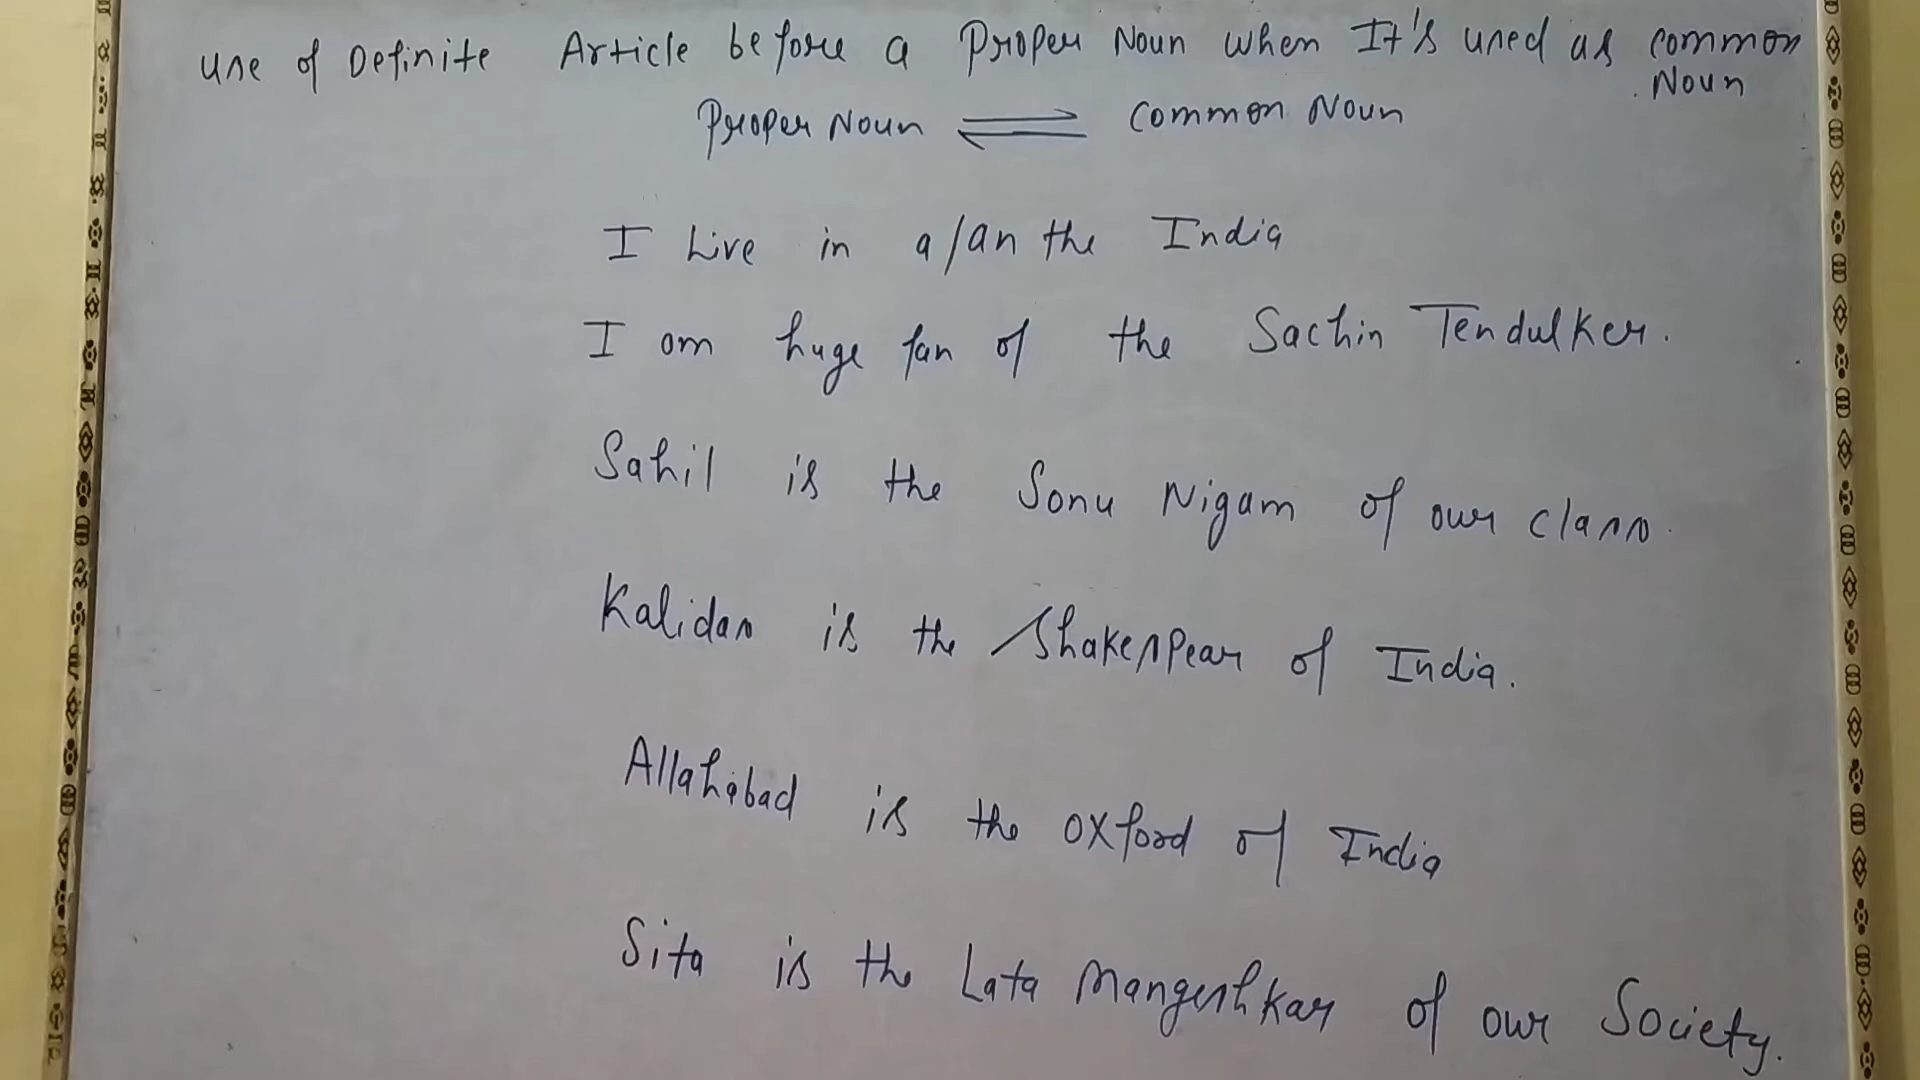 Use of Definite Article before a Proper Noun when It's used as common
Noun
Proper Noun ⇌ Common Noun
I Live in a/an the India
I am huge fan of the Sachin Tendulker.
Sahil is the Sonu Nigam of our class.
Kalidas is the Shakespear of India.
Allahabad is the Oxford of India
Sita is the Lata Mangeshkar of our Society.